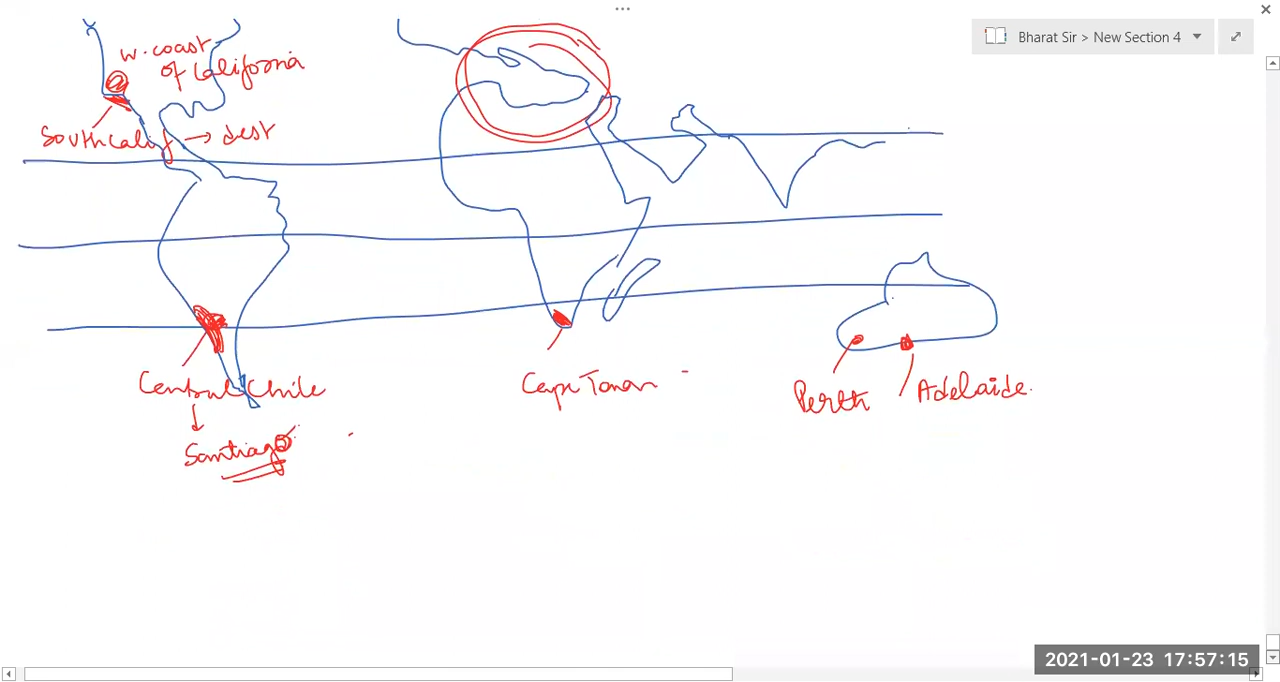 Bharat Sir > New Section 4
W. coast
of California
South Calif → dest
Central Chile
Santiago
Cape Town
Perth
Adelaide.
2021-01-23 17:57:15